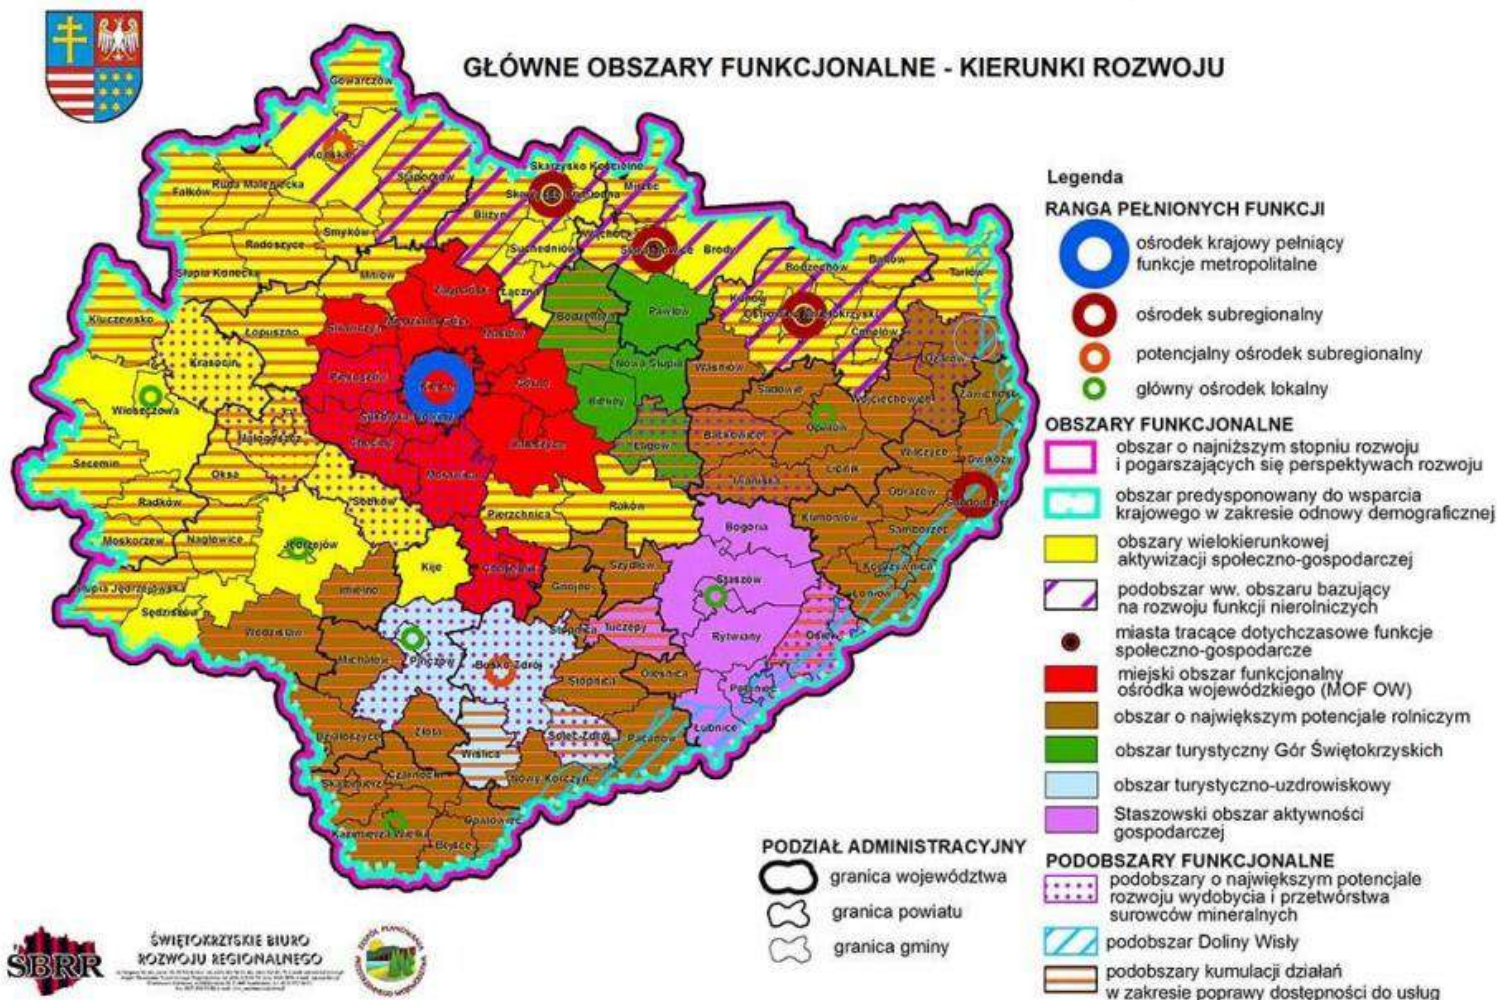 GŁÓWNE OBSZARY FUNKCJONALNE - KIERUNKI ROZWOJU
Gowarczów
Końskie
Stąporków
Fałków
Ruda Maleniecka
Smyków
Radoszyce
Słupia Konecka
Mniów
Skarżysko Kościelne
Mirzec
Bliżyn
Suchedniów
Brody
Łączna
Bodzechów
Bałtów
Tarłów
Kunów
Ostrowiec Świętokrzyski
Ćmielów
Kluczewsko
Łopuszno
Krasocin
Zagnańsk
Bodzentyn
Pawłów
Nowa Słupia
Waśniów
Sadowie
Ożarów
Wojciechowice
Zawichost
Włoszczowa
Małogoszcz
Piekoszów
Górno
Bieliny
Łagów
Baćkowice
Opatów
Lipnik
Wilczyce
Dwikozy
Iwaniska
Obrazów
Sandomierz
Samborzec
Klimontów
Koprzywnica
Łoniów
Secemin
Oksa
Radków
Moskorzew
Nagłowice
Jędrzejów
Sobków
Morawica
Daleszyce
Pierzchnica
Raków
Bogoria
Staszów
Rytwiany
Osiek
Połaniec
Łubnice
Słupia Jędrzejowska
Sędziszów
Imielno
Kije
Chmielnik
Gnojno
Szydłów
Tuczępy
Wodzisław
Michałów
Pińczów
Busko-Zdrój
Stopnica
Stopnica
Oleśnica
Działoszyce
Złota
Wiślica
Solec-Zdrój
Pacanów
Nowy Korczyn
Czarnocin
Skalbmierz
Kazimierza Wielka
Opatowiec
Bejsce
Legenda
RANGA PEŁNIONYCH FUNKCJI
ośrodek krajowy pełniący
funkcje metropolitalne
ośrodek subregionalny
potencjalny ośrodek subregionalny
główny ośrodek lokalny
OBSZARY FUNKCJONALNE
obszar o najniższym stopniu rozwoju
i pogarszających się perspektywach rozwoju
obszar predysponowany do wsparcia
krajowego w zakresie odnowy demograficznej
obszary wielokierunkowej
aktywizacji społeczno-gospodarczej
podobszar ww. obszaru bazujący
na rozwoju funkcji nierolniczych
miasta tracące dotychczasowe funkcje
społeczno-gospodarcze
miejski obszar funkcjonalny
ośrodka wojewódzkiego (MOF OW)
obszar o największym potencjale rolniczym
obszar turystyczny Gór Świętokrzyskich
obszar turystyczno-uzdrowiskowy
Staszowski obszar aktywności
gospodarczej
PODOBSZARY FUNKCJONALNE
podobszary o największym potencjale
rozwoju wydobycia i przetwórstwa
surowców mineralnych
podobszar Doliny Wisły
podobszary kumulacji działań
w zakresie poprawy dostępności do usług
PODZIAŁ ADMINISTRACYJNY
granica województwa
granica powiatu
granica gminy
SBRR
ŚWIĘTOKRZYSKIE BIURO
ROZWOJU REGIONALNEGO